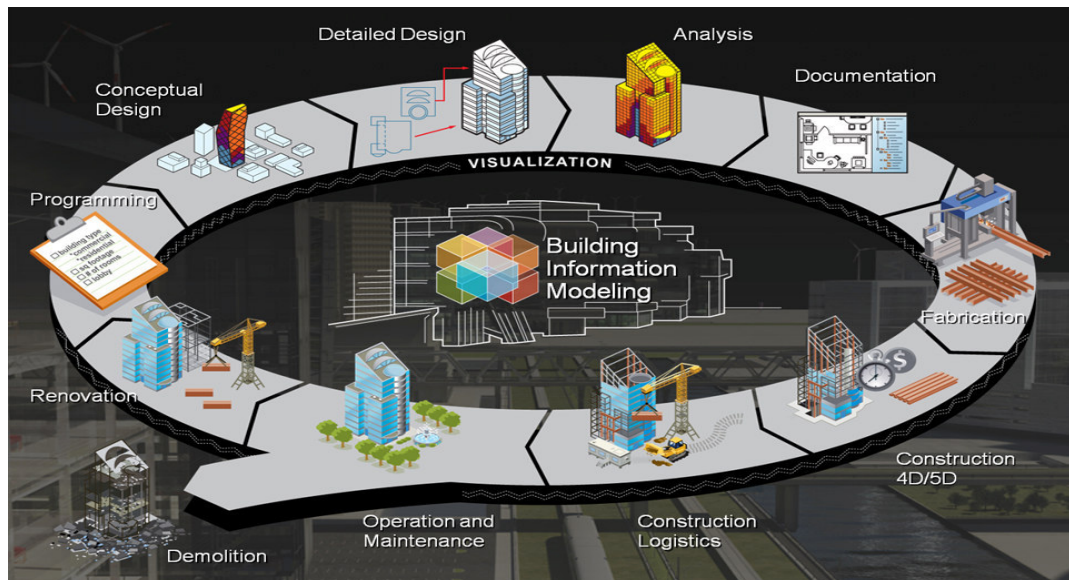 Detailed Design
Analysis
Documentation
Conceptual
Design
VISUALIZATION
Programming
building type
*commercial
*residential
sq footage
# of rooms
lobby
Building
Information
Modeling
$
Fabrication
Renovation
Construction
4D/5D
Operation and
Maintenance
Construction
Logistics
Demolition